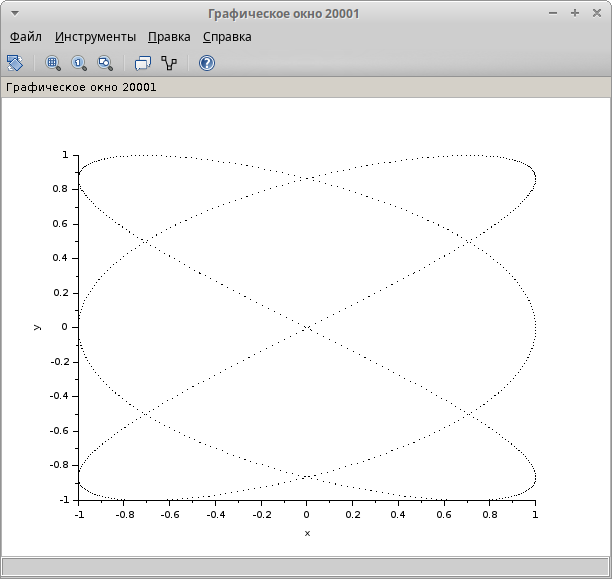 Графическое окно 20001
Файл Инструменты Правка Справка
Графическое окно 20001
1
0.8
0.6
0.4
0.2
0
-0.2
-0.4
-0.6
-0.8
-1
y
-1 -0.8 -0.6 -0.4 -0.2 0 0.2 0.4 0.6 0.8 1
x